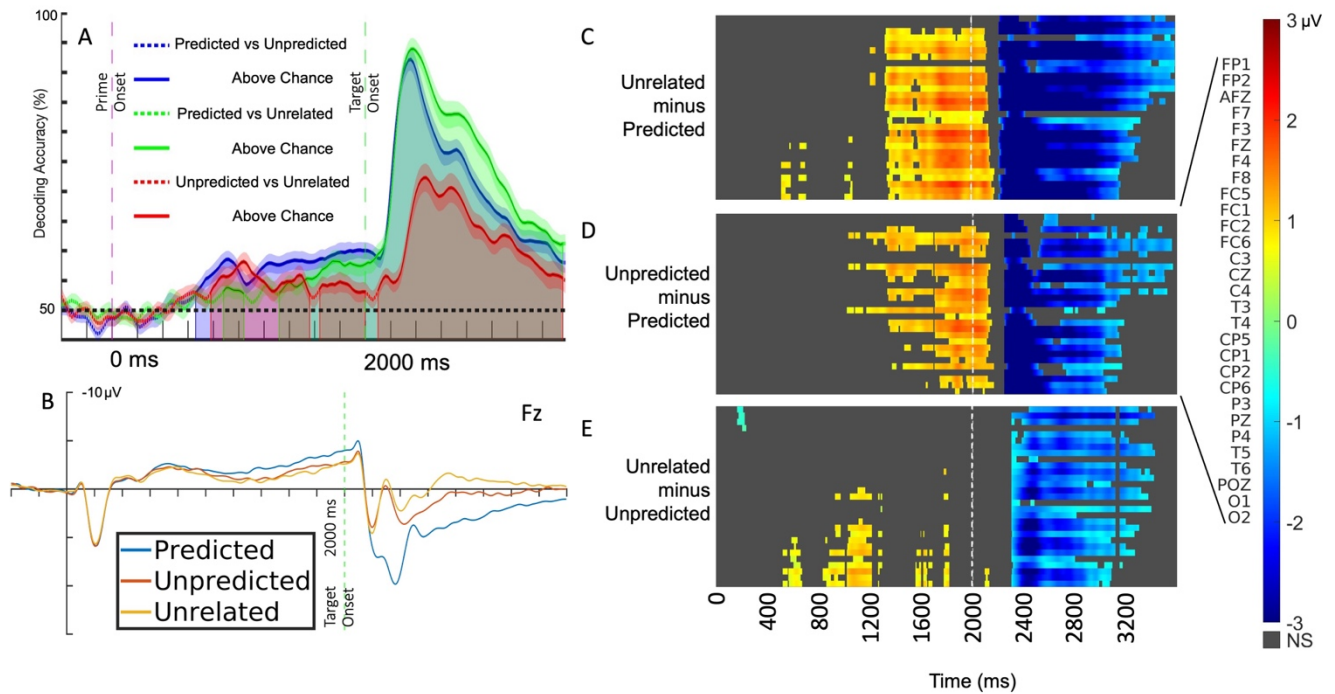 100
A
Predicted vs Unpredicted
Above Chance
Predicted vs Unrelated
Above Chance
Unpredicted vs Unrelated
Above Chance
Prime
Onset
Target
Onset
Decoding Accuracy (%)
50
0 ms
2000 ms
B
-10 µV
Fz
Predicted
Unpredicted
Unrelated
2000 ms
Target
Onset
C
Unrelated
minus
Predicted
D
Unpredicted
minus
Predicted
E
Unrelated
minus
Unpredicted
0
400
800
1200
1600
2000
2400
2800
3200
Time (ms)
FP1
FP2
AFZ
F7
F3
FZ
F4
F8
FC5
FC1
FC2
FC6
C3
CZ
C4
T3
T4
CP5
CP1
CP2
CP6
P3
PZ
P4
T5
T6
POZ
O1
O2
3 µV
2
1
0
-1
-2
-3
NS